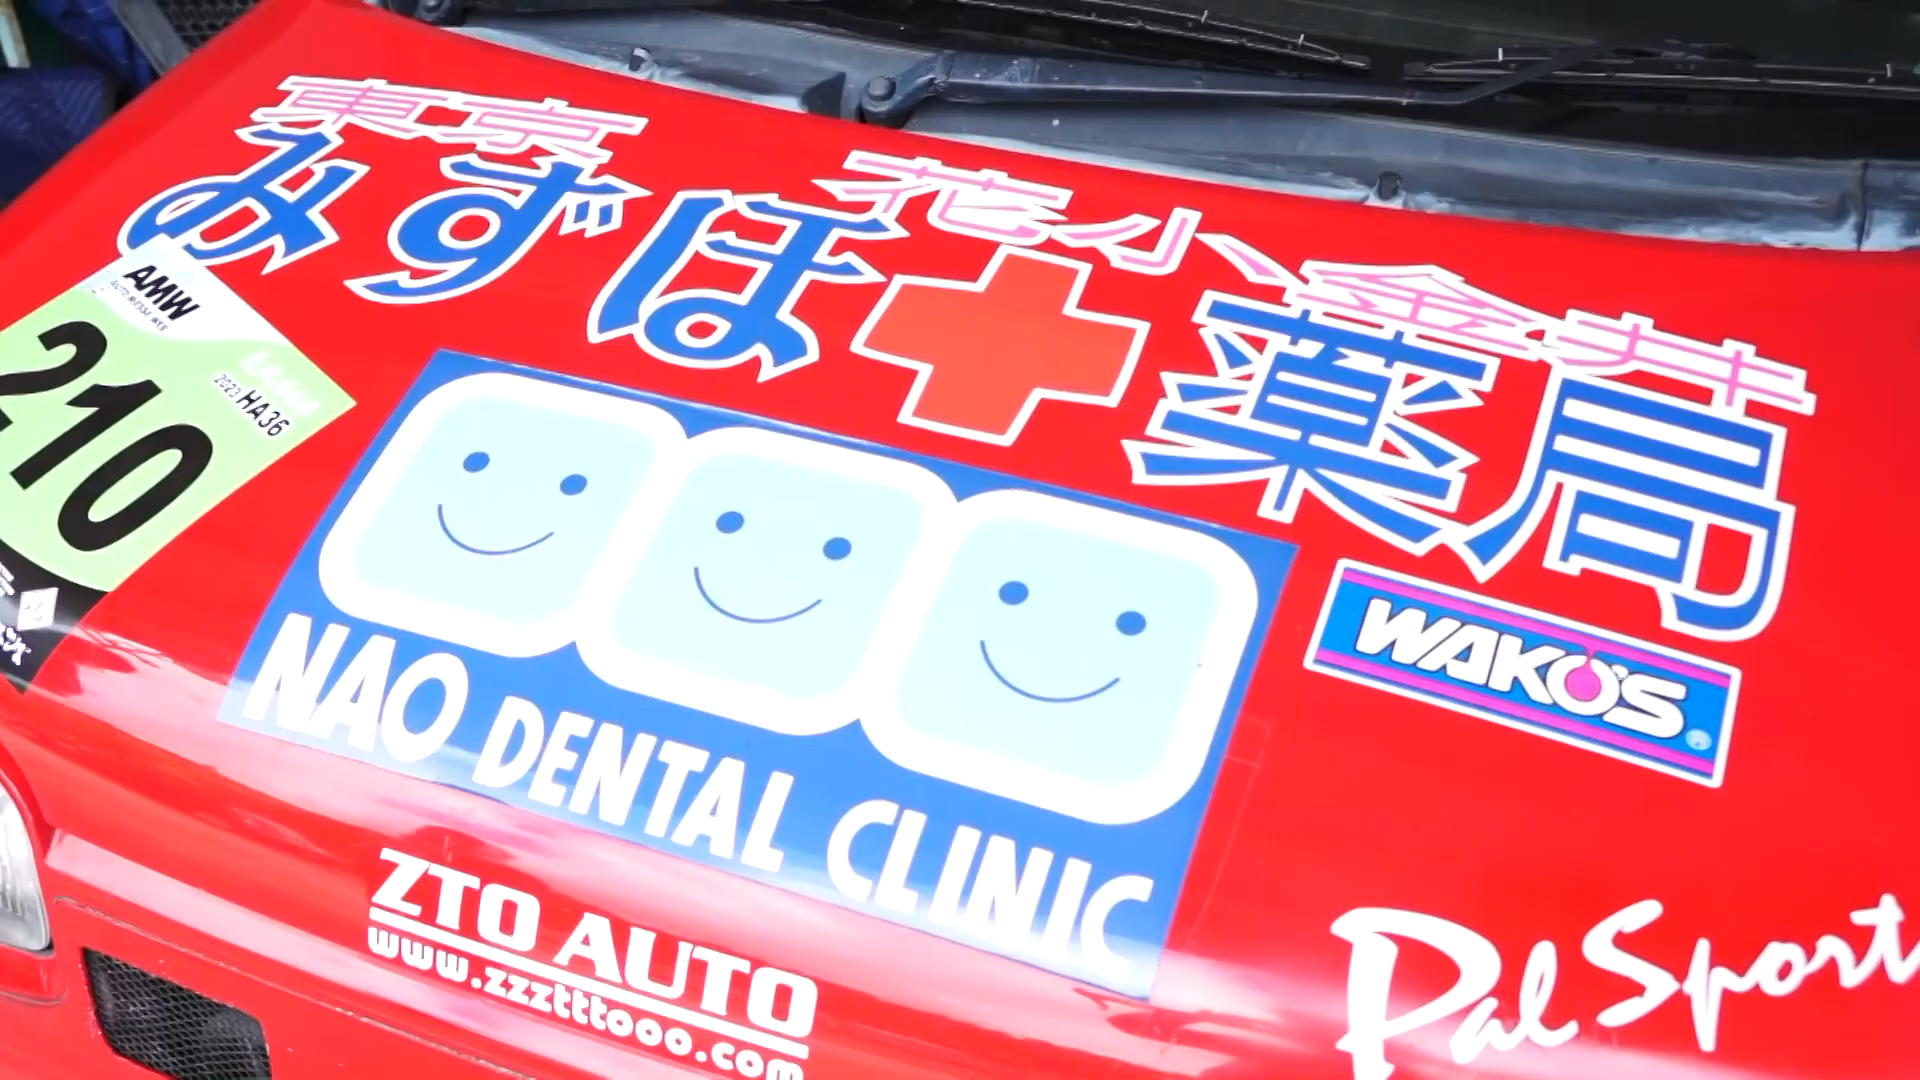 東京
みずほ
花小金井
薬局
AMW
210
2023 HA36
WAKO'S
NAO DENTAL CLINIC
ZTO AUTO
www.zzztttooo.com
Pal Sport